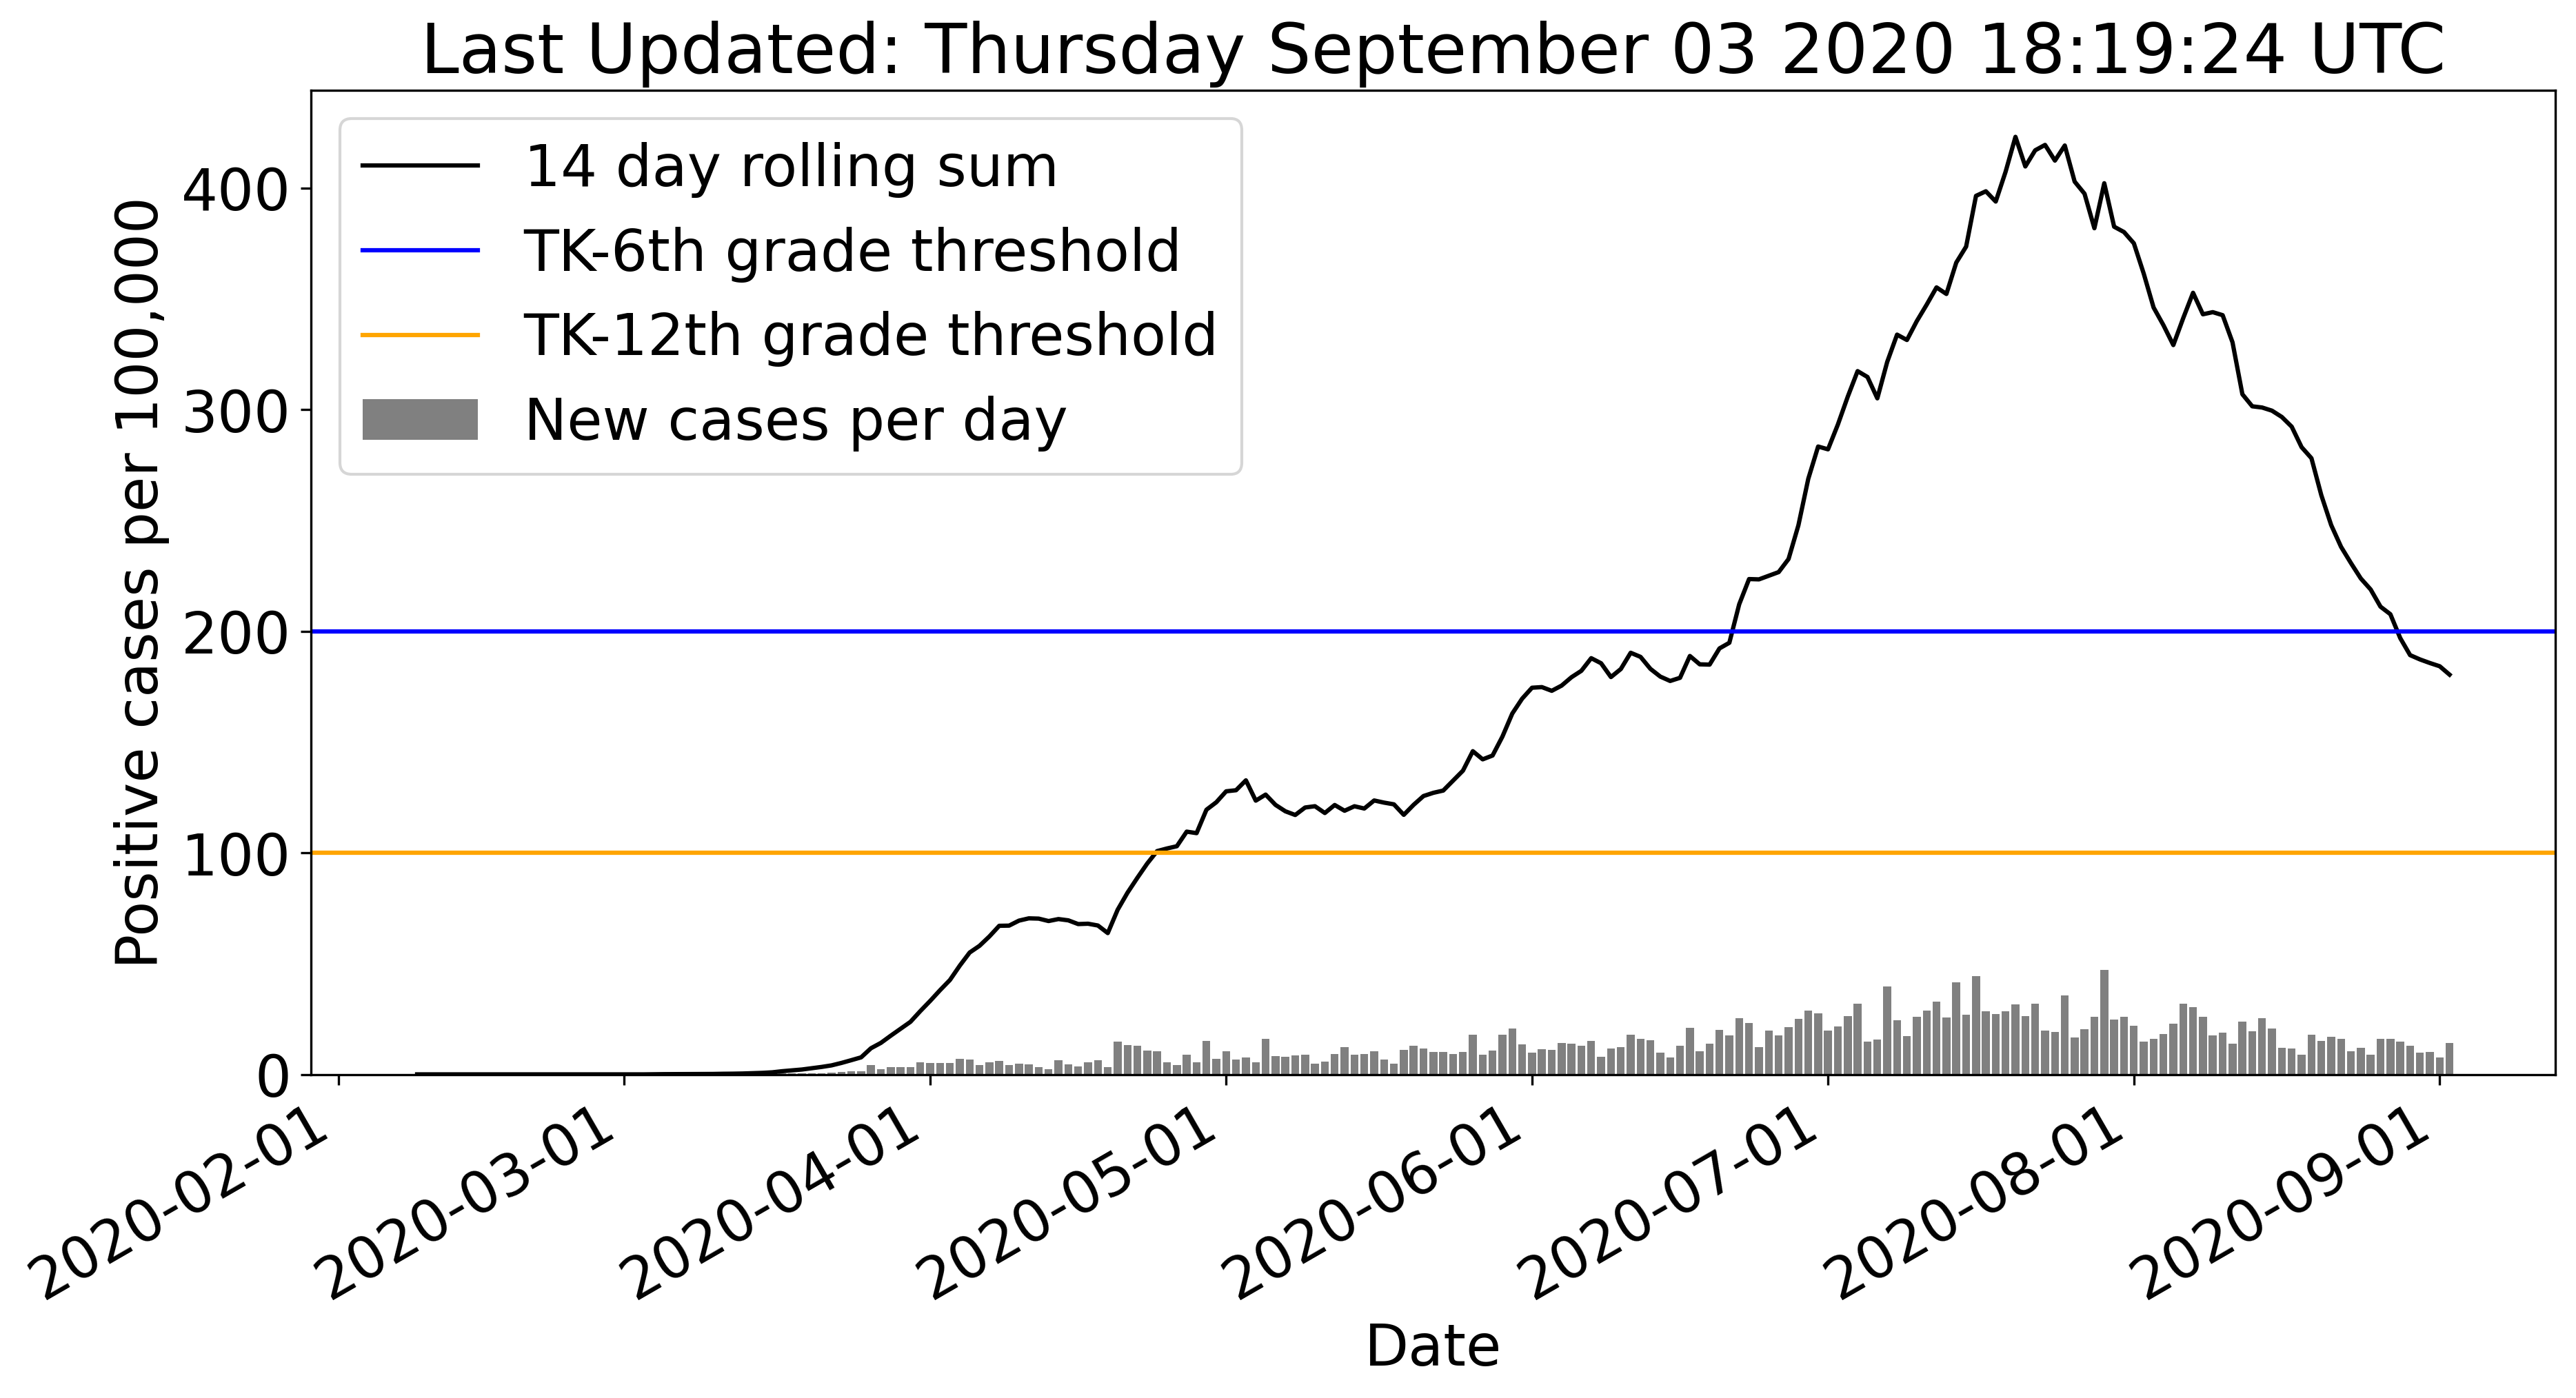 Last Updated: Thursday September 03 2020 18:19:24 UTC
14 day rolling sum
TK-6th grade threshold
TK-12th grade threshold
New cases per day
Positive cases per 100,000
400
300
200
100
0
2020-02-01
2020-03-01
2020-04-01
2020-05-01
2020-06-01
2020-07-01
2020-08-01
2020-09-01
Date